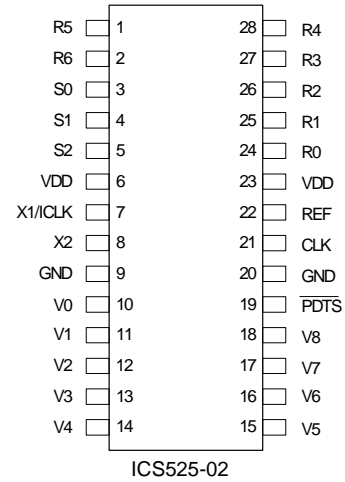 R5 1 28 R4
R6 2 27 R3
S0 3 26 R2
S1 4 25 R1
S2 5 24 R0
VDD 6 23 VDD
X1/ICLK 7 22 REF
X2 8 21 CLK
GND 9 20 GND
V0 10 19 PDTS
V1 11 18 V8
V2 12 17 V7
V3 13 16 V6
V4 14 15 V5
ICS525-02